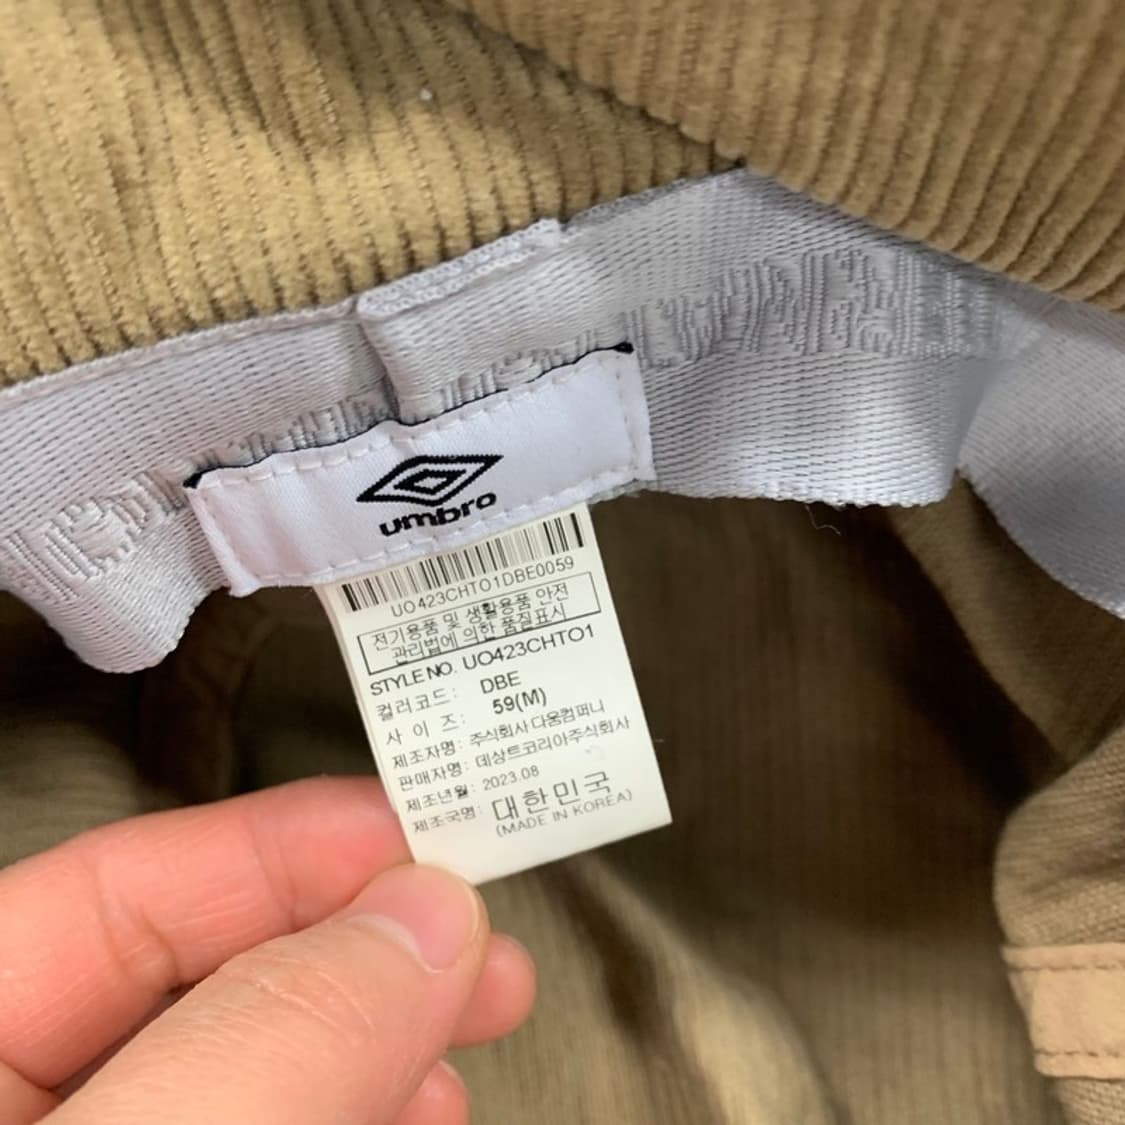 umbro
UO423CHTO1DBE0059
전기용품 및 생활용품 안전
관리법에 의한 품질표시
STYLE NO. UO423CHTO1
컬러코드: DBE
사 이 즈: 59(M)
제조자명: 주식회사 다움컴퍼니
판매자명: 데상트코리아주식회사
제조년월: 2023.08
제조국명: 대한민국
(MADE IN KOREA)